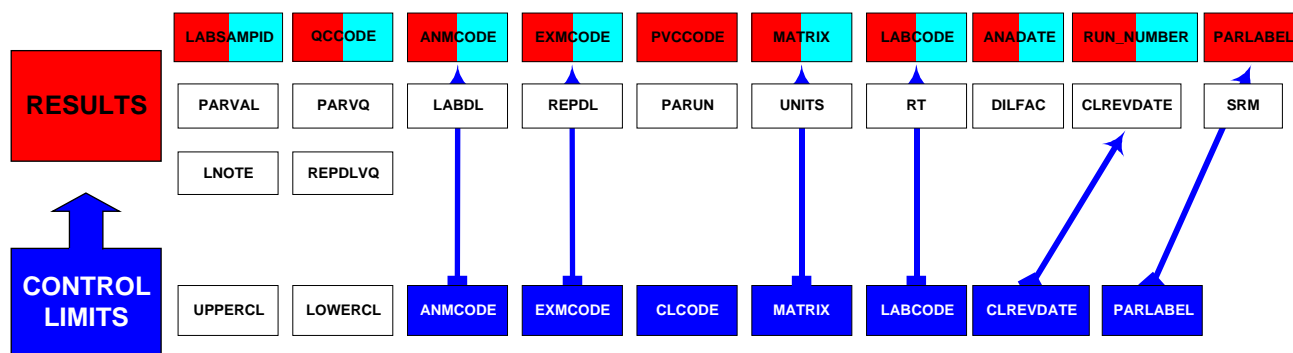 LABSAMPID QCCODE ANMCODE EXMCODE PVCCODE MATRIX LABCODE ANADATE RUN_NUMBER PARLABEL
RESULTS
PARVAL PARVQ LABDL REPDL PARUN UNITS RT DILFAC CLREVDATE SRM
LNOTE REPDLVQ
CONTROL
LIMITS
UPPERCL LOWERCL ANMCODE EXMCODE CLCODE MATRIX LABCODE CLREVDATE PARLABEL